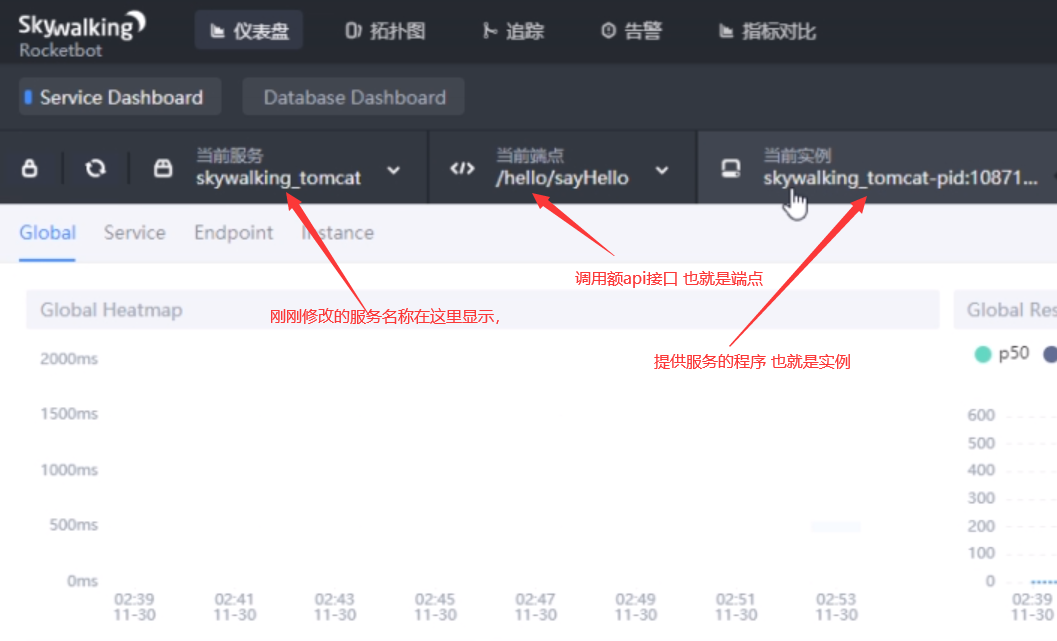 Skywalking
Rocketbot
仪表盘
拓扑图
追踪
告警
指标对比
Service Dashboard
Database Dashboard
当前服务
skywalking_tomcat
当前端点
/hello/sayHello
当前实例
skywalking_tomcat-pid:10871...
Global
Service
Endpoint
Instance
调用额api接口 也就是端点
刚刚修改的服务名称在这里显示，
提供服务的程序 也就是实例
Global Heatmap
2000ms
1500ms
1000ms
500ms
0ms
02:39 02:41 02:43 02:45 02:47 02:49 02:51 02:53
11-30 11-30 11-30 11-30 11-30 11-30 11-30 11-30
Global Res
p50
600
500
400
300
200
100
0
02:39
11-30